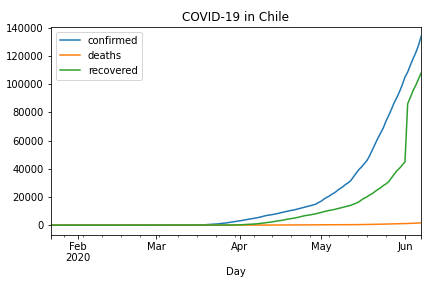 COVID-19 in Chile
confirmed
deaths
recovered
140000
120000
100000
80000
60000
40000
20000
0
Feb
2020
Mar
Apr
May
Jun
Day